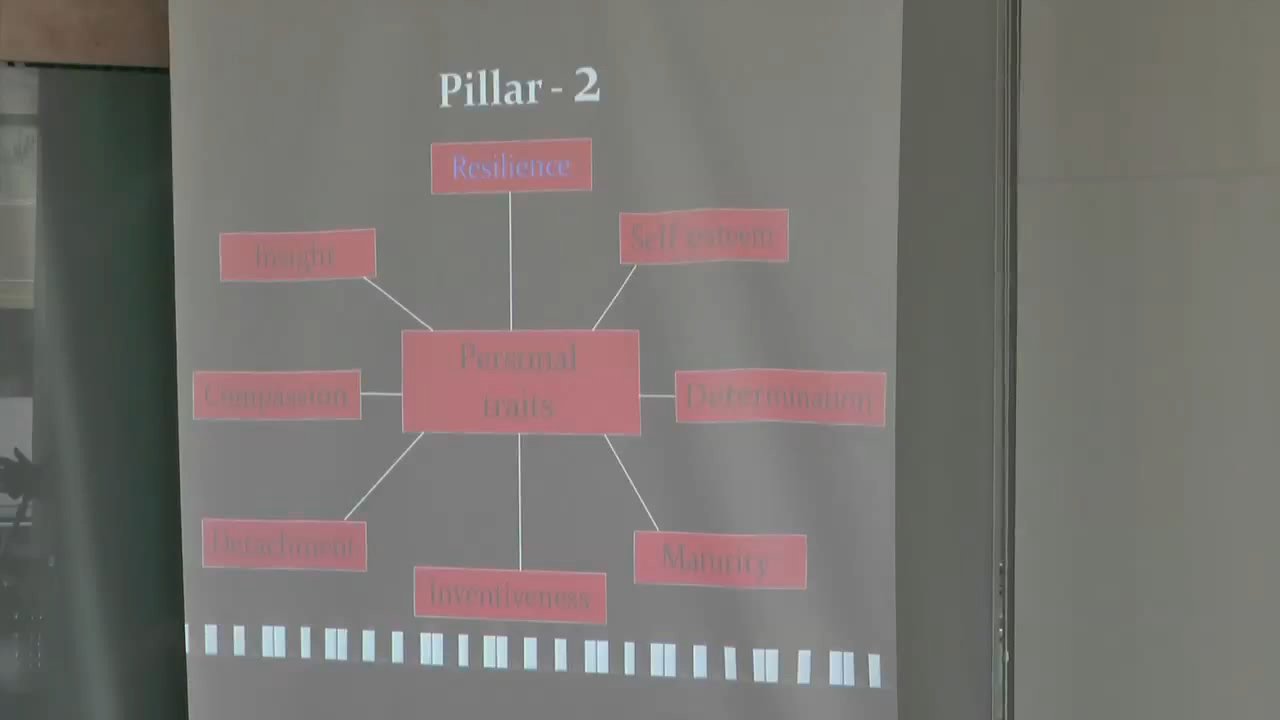 Pillar - 2
Resilience
Insight
Self esteem
Personal
traits
Compassion
Determination
Detachment
Inventiveness
Maturity